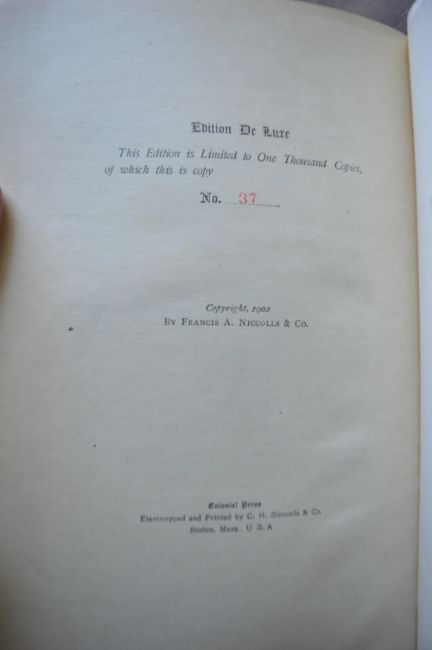 Edition De Luxe
This Edition is Limited to One Thousand Copies,
of which this is copy
No. 37
Copyright, 1902
By Francis A. Niccolls & Co.
Colonial Press
Electrotyped and Printed by C. H. Simonds & Co.
Boston, Mass., U. S. A